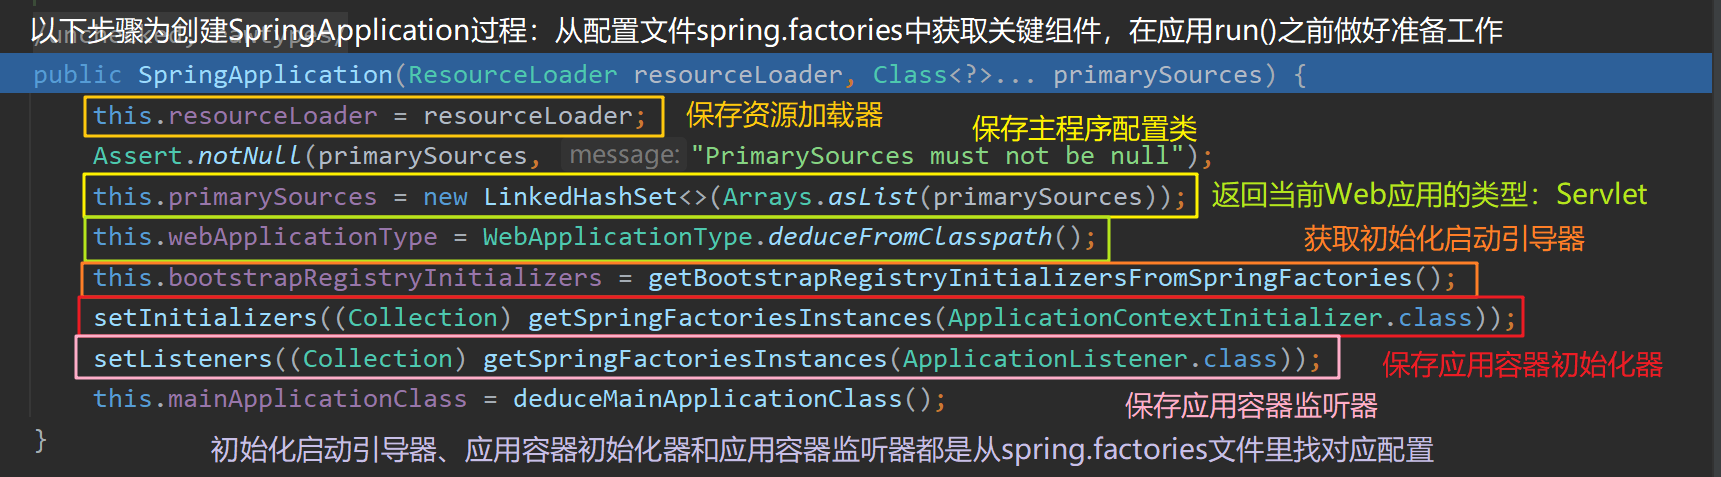 以下步骤为创建SpringApplication过程：从配置文件spring.factories中获取关键组件，在应用run()之前做好准备工作
public SpringApplication(ResourceLoader resourceLoader, Class<?>... primarySources) {
this.resourceLoader = resourceLoader; 保存资源加载器
保存主程序配置类
Assert.notNull(primarySources, message: "PrimarySources must not be null");
this.primarySources = new LinkedHashSet<>(Arrays.asList(primarySources)); 返回当前Web应用的类型：Servlet
this.webApplicationType = WebApplicationType.deduceFromClasspath(); 获取初始化启动引导器
this.bootstrapRegistryInitializers = getBootstrapRegistryInitializersFromSpringFactories();
setInitializers((Collection) getSpringFactoriesInstances(ApplicationContextInitializer.class));
setListeners((Collection) getSpringFactoriesInstances(ApplicationListener.class)); 保存应用容器初始化器
this.mainApplicationClass = deduceMainApplicationClass(); 保存应用容器监听器
} 初始化启动引导器、应用容器初始化器和应用容器监听器都是从spring.factories文件里找对应配置